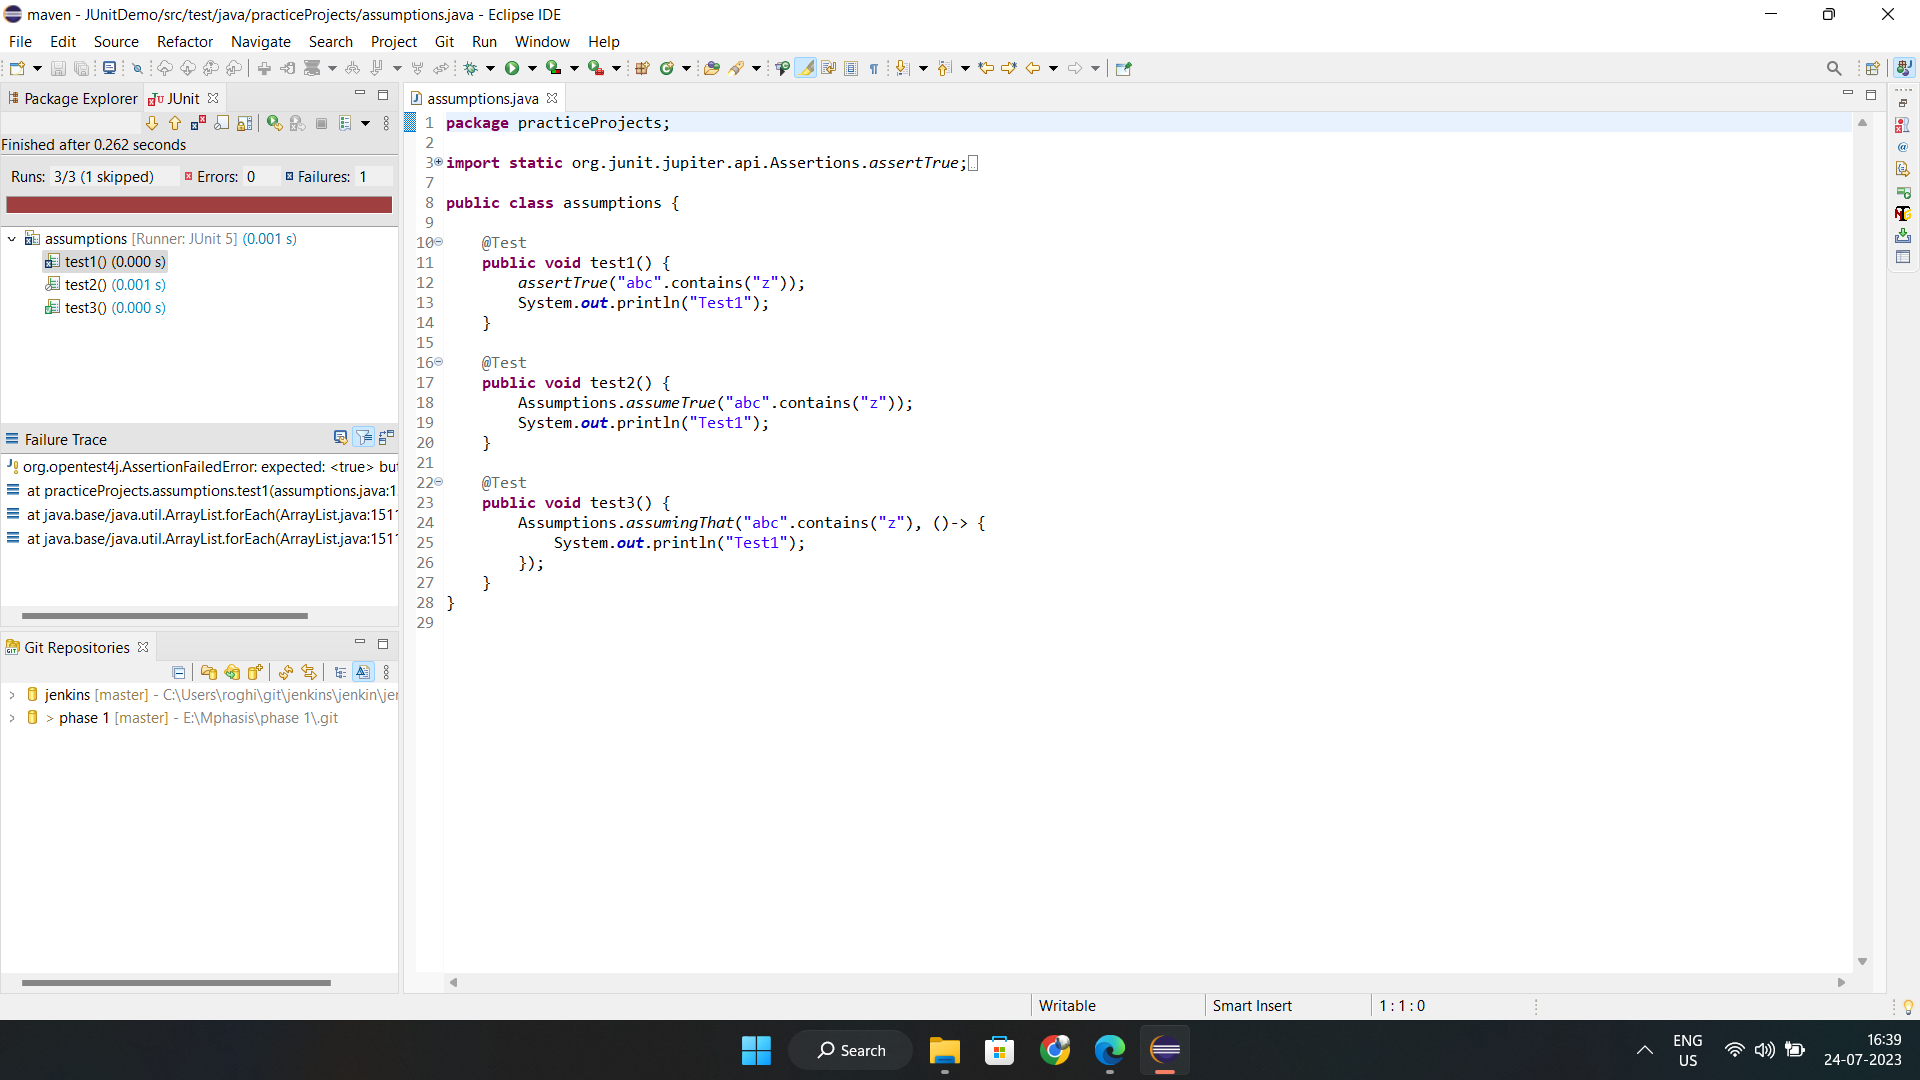 maven - JUnitDemo/src/test/java/practiceProjects/assumptions.java - Eclipse IDE
File Edit Source Refactor Navigate Search Project Git Run Window Help
Package Explorer JUnit
Finished after 0.262 seconds
Runs: 3/3 (1 skipped) Errors: 0 Failures: 1
assumptions [Runner: JUnit 5] (0.001 s)
test1() (0.000 s)
test2() (0.001 s)
test3() (0.000 s)
Failure Trace
org.opentest4j.AssertionFailedError: expected: <true> but
at practiceProjects.assumptions.test1(assumptions.java:1
at java.base/java.util.ArrayList.forEach(ArrayList.java:1511
at java.base/java.util.ArrayList.forEach(ArrayList.java:1511
Git Repositories
jenkins [master] - C:\Users\roghi\git\jenkins\jenkin\jer
> phase 1 [master] - E:\Mphasis\phase 1\.git
assumptions.java
1 package practiceProjects;
2
3 import static org.junit.jupiter.api.Assertions.assertTrue;
7
8 public class assumptions {
9
10 @Test
11 public void test1() {
12 assertTrue("abc".contains("z"));
13 System.out.println("Test1");
14 }
15
16 @Test
17 public void test2() {
18 Assumptions.assumeTrue("abc".contains("z"));
19 System.out.println("Test1");
20 }
21
22 @Test
23 public void test3() {
24 Assumptions.assumingThat("abc".contains("z"), ()-> {
25 System.out.println("Test1");
26 });
27 }
28 }
29
Writable Smart Insert 1 : 1 : 0
Search
ENG
US
16:39
24-07-2023